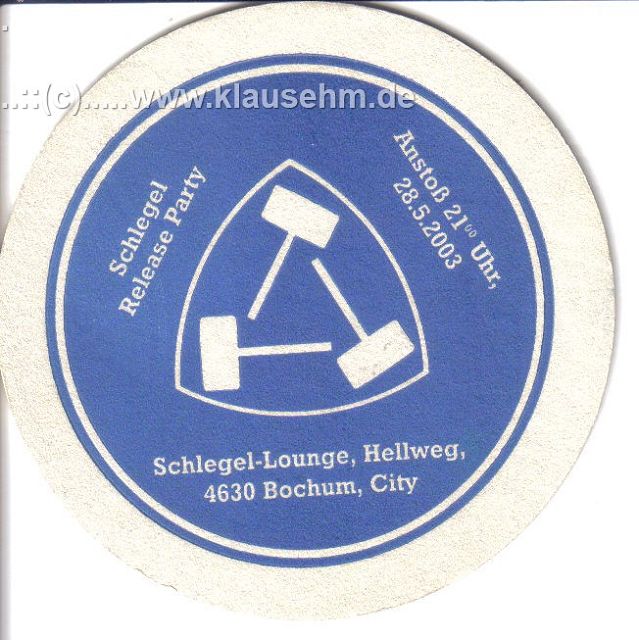 ..::(c).....www.klausehm.de
Schlegel
Release Party
Anstoß 21⁰⁰ Uhr,
28.5.2003
Schlegel-Lounge, Hellweg,
4630 Bochum, City